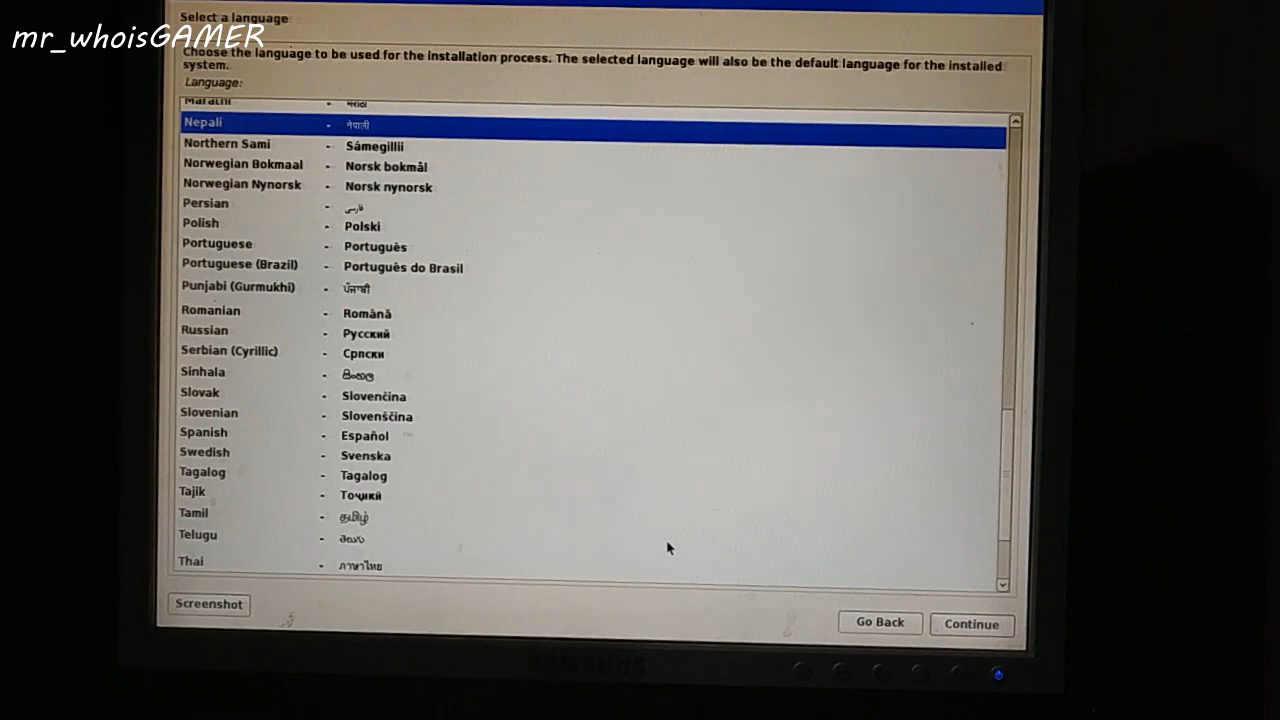 Select a language
mr_whoisGAMER
Choose the language to be used for the installation process. The selected language will also be the default language for the installed
system.
Language:
Marathi - मराठी
Nepali - नेपाली
Northern Sami - Sámegillii
Norwegian Bokmaal - Norsk bokmål
Norwegian Nynorsk - Norsk nynorsk
Persian - فارسی
Polish - Polski
Portuguese - Português
Portuguese (Brazil) - Português do Brasil
Punjabi (Gurmukhi) - ਪੰਜਾਬੀ
Romanian - Română
Russian - Русский
Serbian (Cyrillic) - Српски
Sinhala - සිංහල
Slovak - Slovenčina
Slovenian - Slovenščina
Spanish - Español
Swedish - Svenska
Tagalog - Tagalog
Tajik - Тоҷикӣ
Tamil - தமிழ்
Telugu - తెలుగు
Thai - ภาษาไทย
Screenshot
Go Back
Continue